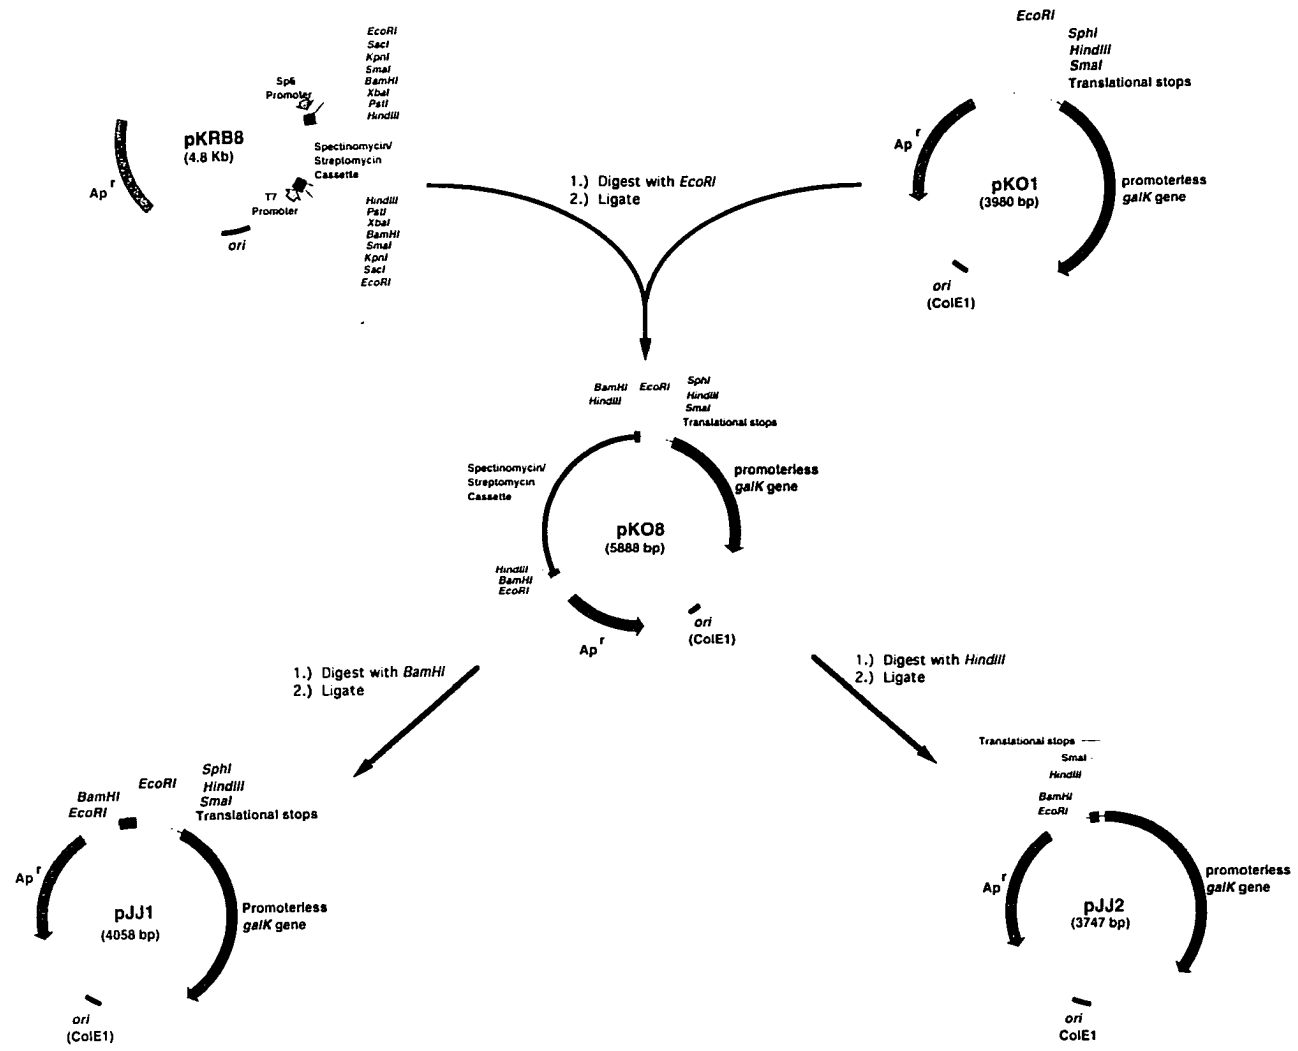 EcoRI
SacI
KpnI
SmaI
BamHI
XbaI
PstI
HindIII
Sp6
Promoter
pKRB8
(4.8 Kb)
Ap r
Spectinomycin/
Streptomycin
Cassette
T7
Promoter
ori
HindIII
PstI
XbaI
BamHI
SmaI
KpnI
SacI
EcoRI
1.) Digest with EcoRI
2.) Ligate
EcoRI
SphI
HindIII
SmaI
Translational stops
Ap r
pKO1
(3980 bp)
promoterless
galK gene
ori
(ColE1)
BamHI
HindIII
EcoRI
SphI
HindIII
SmaI
Translational stops
Spectinomycin/
Streptomycin
Cassette
promoterless
galK gene
pKO8
(5888 bp)
HindIII
BamHI
EcoRI
Ap r
ori
(ColE1)
1.) Digest with BamHI
2.) Ligate
1.) Digest with HindIII
2.) Ligate
BamHI
EcoRI
EcoRI
SphI
HindIII
SmaI
Translational stops
Ap r
pJJ1
(4058 bp)
Promoterless
galK gene
ori
(ColE1)
Translational stops
SmaI
HindIII
BamHI
EcoRI
Ap r
pJJ2
(3747 bp)
promoterless
galK gene
ori
ColE1